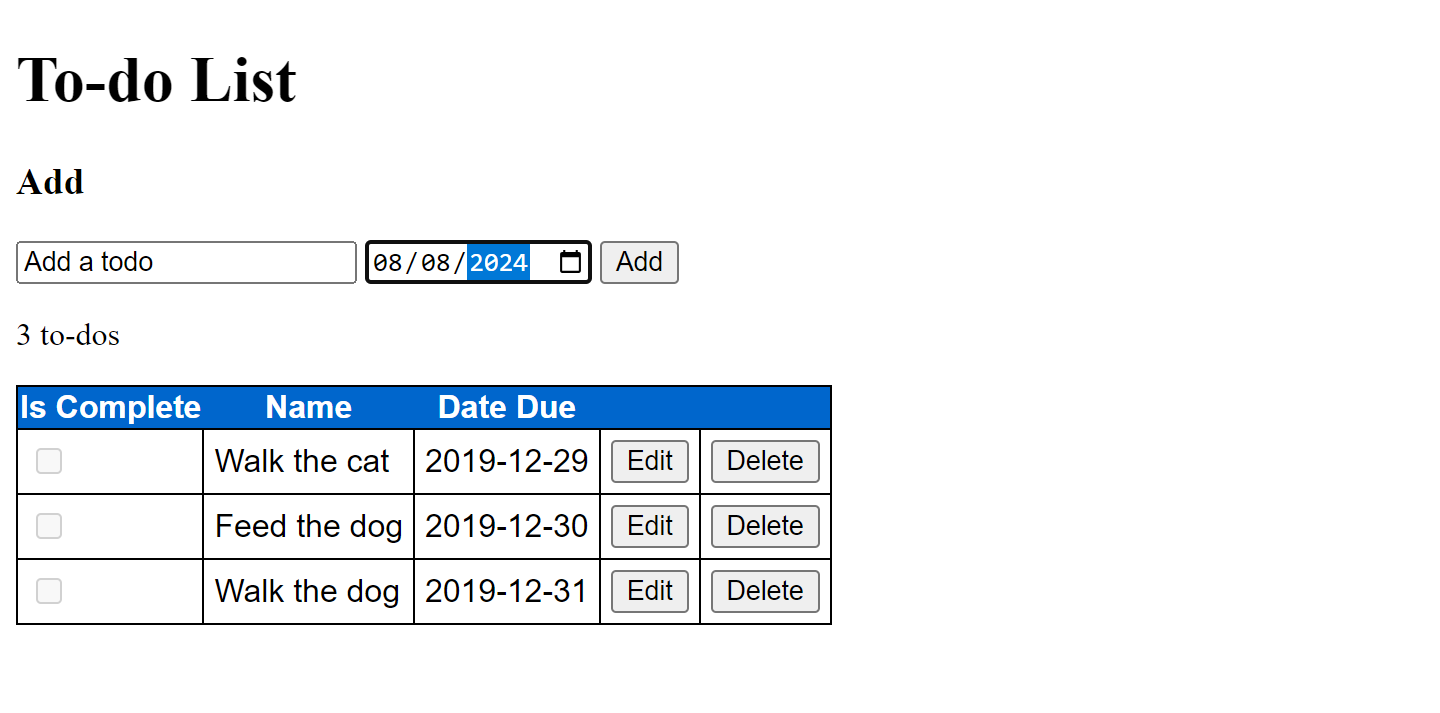 To-do List
Add
Add a todo 08/08/2024 Add
3 to-dos
Is Complete Name Date Due
Walk the cat 2019-12-29 Edit Delete
Feed the dog 2019-12-30 Edit Delete
Walk the dog 2019-12-31 Edit Delete